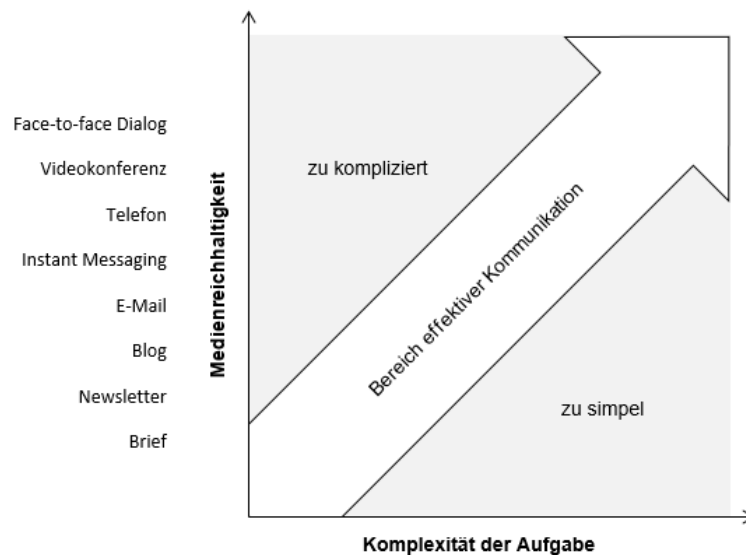 Face-to-face Dialog
Videokonferenz
Telefon
Instant Messaging
E-Mail
Blog
Newsletter
Brief
Medienreichhaltigkeit
zu kompliziert
Bereich effektiver Kommunikation
zu simpel
Komplexität der Aufgabe